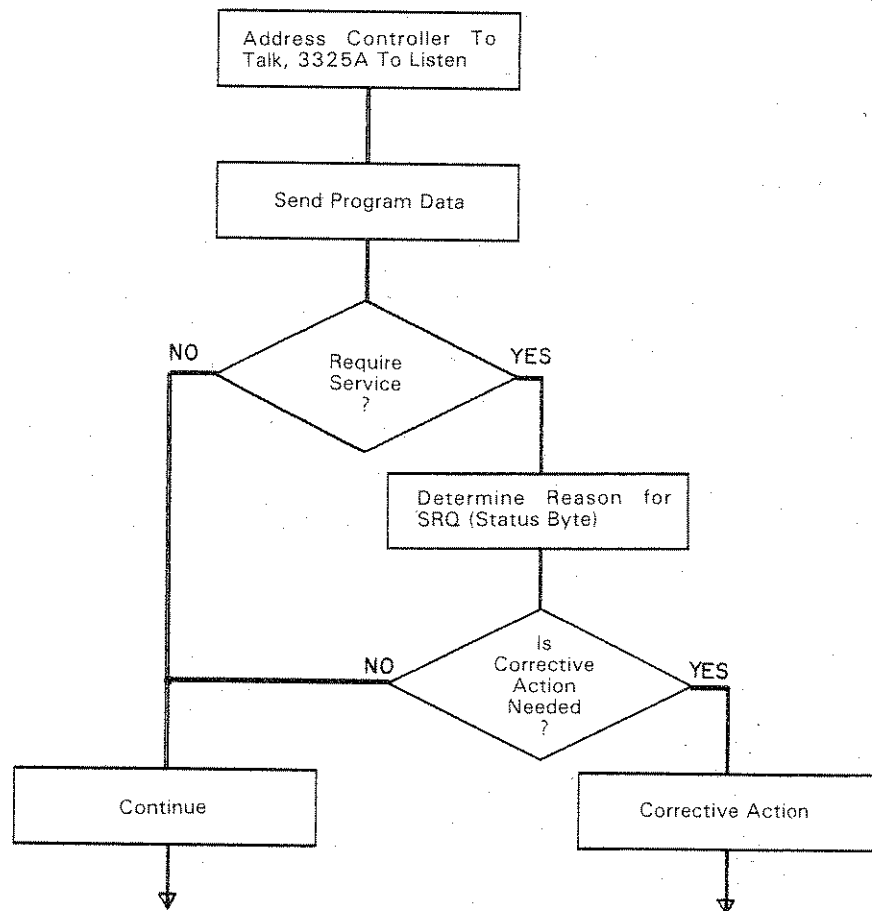 Address Controller To
Talk, 3325A To Listen
Send Program Data
NO
YES
Require
Service
?
Determine Reason for
SRQ (Status Byte)
NO
YES
Is
Corrective
Action
Needed
?
Continue
Corrective Action